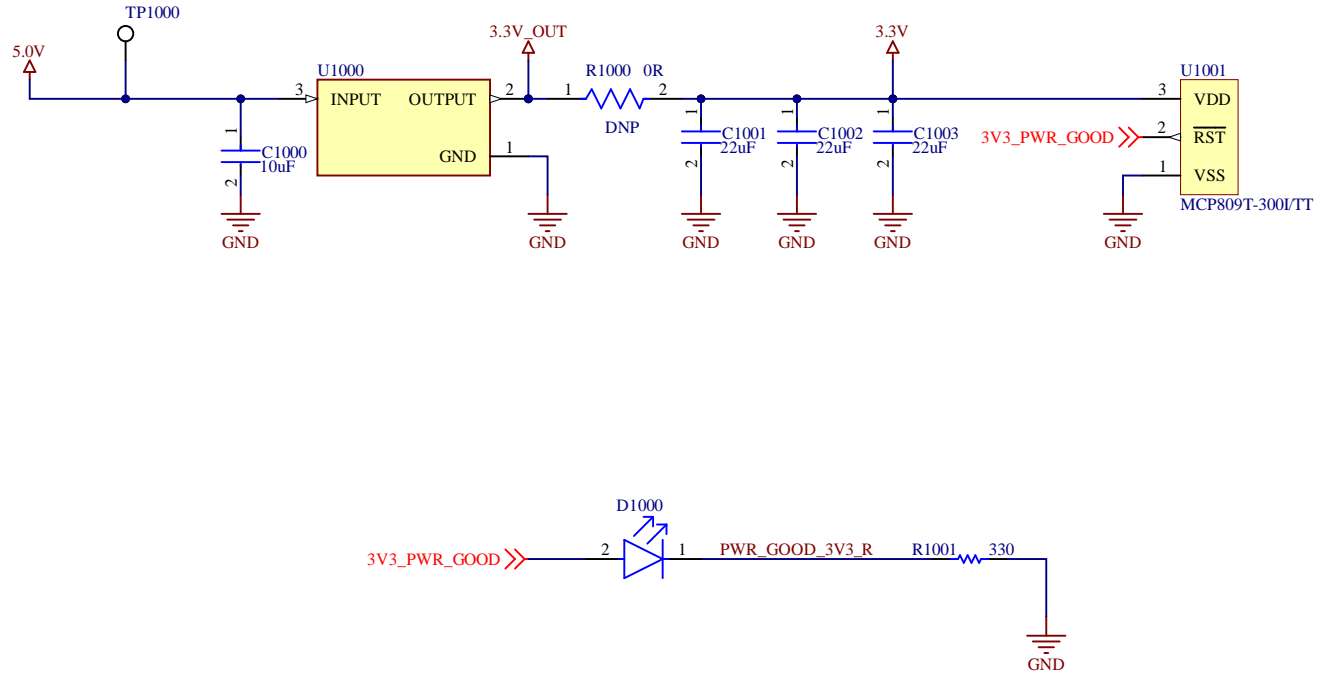 TP1000
5.0V
3.3V_OUT
3.3V
U1000
R1000 0R
U1001
3 INPUT OUTPUT 2
1 2
3 VDD
DNP
1 C1000 10uF 2
GND 1
1 C1001 22uF 2
1 C1002 22uF 2
1 C1003 22uF 2
3V3_PWR_GOOD 2 RST
1 VSS
MCP809T-300I/TT
GND
GND
GND
GND
GND
GND
D1000
3V3_PWR_GOOD 2 1 PWR_GOOD_3V3_R R1001 330
GND